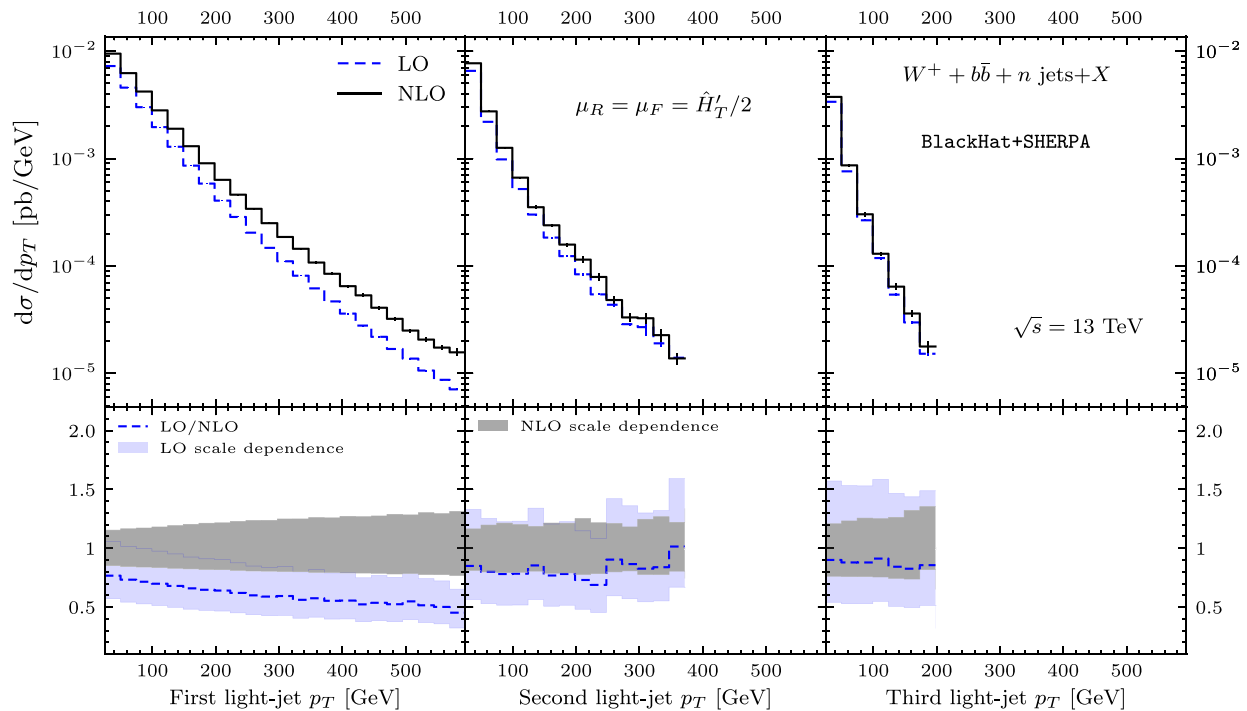 100 200 300 400 500 100 200 300 400 500 100 200 300 400 500
10⁻² 10⁻²
10⁻³ 10⁻³
10⁻⁴ 10⁻⁴
10⁻⁵ 10⁻⁵
dσ/dp_T [pb/GeV]
LO
NLO
μ_R = μ_F = Ĥ′_T/2
W⁺ + bb̄ + n jets+X
BlackHat+SHERPA
√s = 13 TeV
2.0 2.0
1.5 1.5
1 1
0.5 0.5
LO/NLO
LO scale dependence
NLO scale dependence
100 200 300 400 500 100 200 300 400 500 100 200 300 400 500
First light-jet p_T [GeV] Second light-jet p_T [GeV] Third light-jet p_T [GeV]